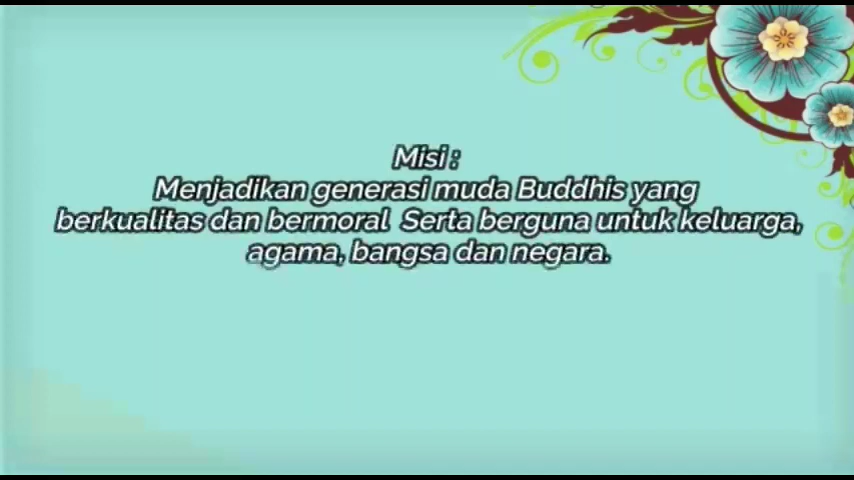 Misi :
Menjadikan generasi muda Buddhis yang
berkualitas dan bermoral Serta berguna untuk keluarga,
agama, bangsa dan negara.